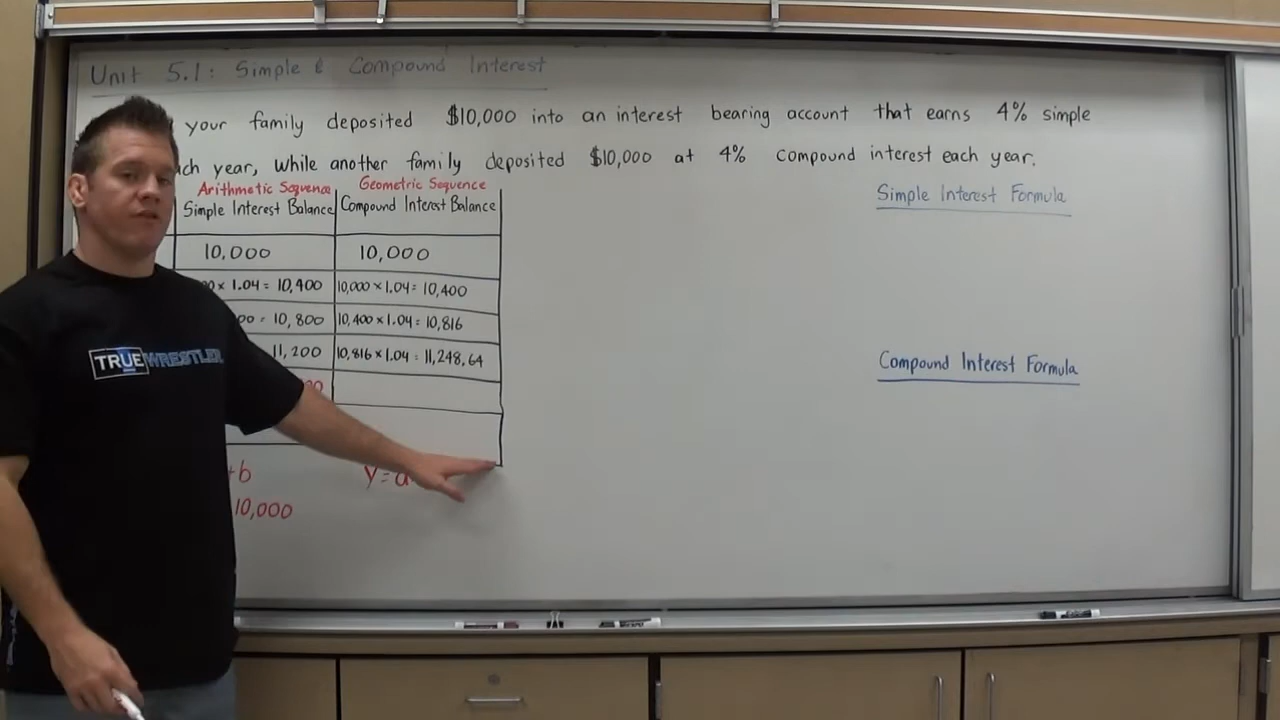 Unit 5.1: Simple & Compound Interest
your family deposited $10,000 into an interest bearing account that earns 4% simple
ch year, while another family deposited $10,000 at 4% compound interest each year.
Arithmetic Sequence Geometric Sequence
Simple Interest Balance Compound Interest Balance
Simple Interest Formula
10,000 10,000
00 × 1.04 = 10,400 10,000 × 1.04 = 10,400
00 = 10,800 10,400 × 1.04 = 10,816
11,200 10,816 × 1.04 = 11,248.64
Compound Interest Formula
00
+b y = a
10,000
TRUE WRESTLER